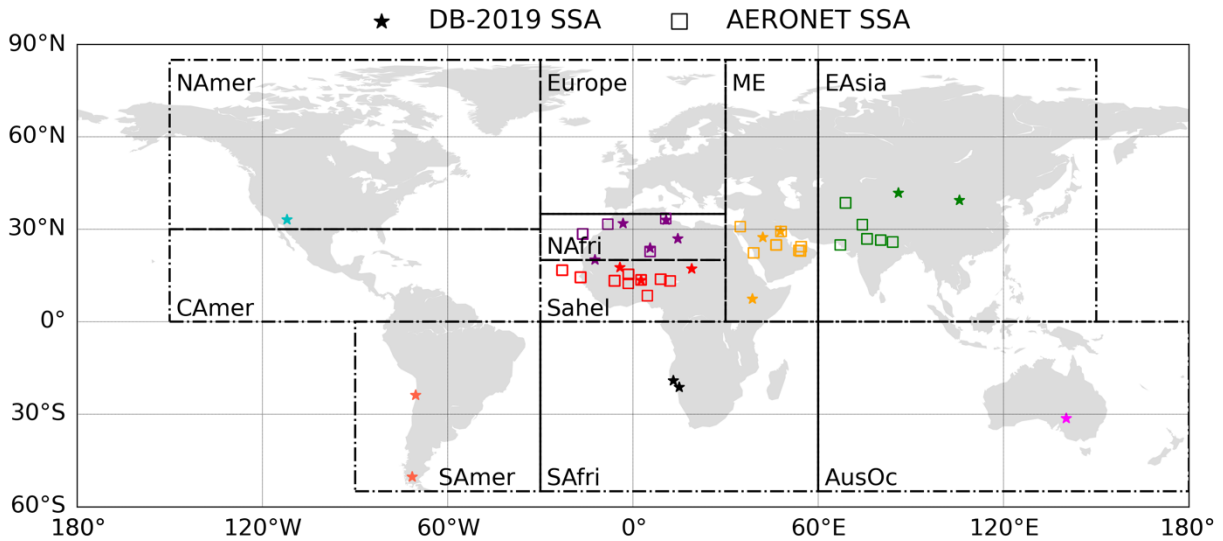 DB-2019 SSA AERONET SSA
90°N
NAmer Europe ME EAsia
60°N
30°N
NAfri
CAmer Sahel
0°
30°S
SAmer SAfri AusOc
60°S
180° 120°W 60°W 0° 60°E 120°E 180°